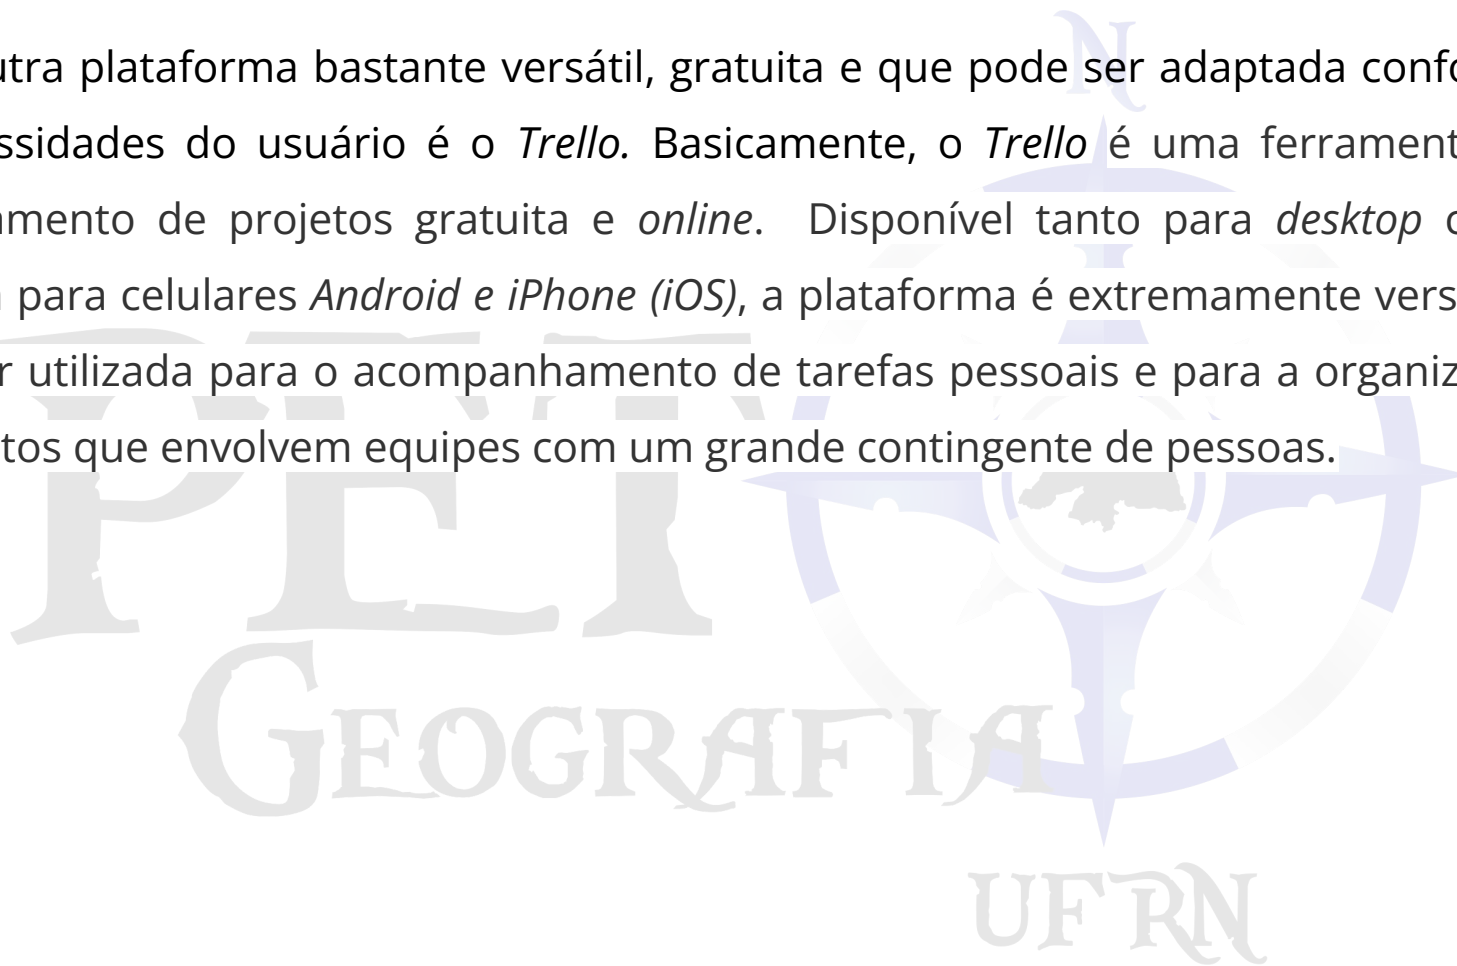 utra plataforma bastante versátil, gratuita e que pode ser adaptada confo
ssidades do usuário é o Trello. Basicamente, o Trello é uma ferrament
amento de projetos gratuita e online. Disponível tanto para desktop
para celulares Android e iPhone (iOS), a plataforma é extremamente vers
r utilizada para o acompanhamento de tarefas pessoais e para a organiz
tos que envolvem equipes com um grande contingente de pessoas.
N
PET
GEOGRAFIA
UFRN